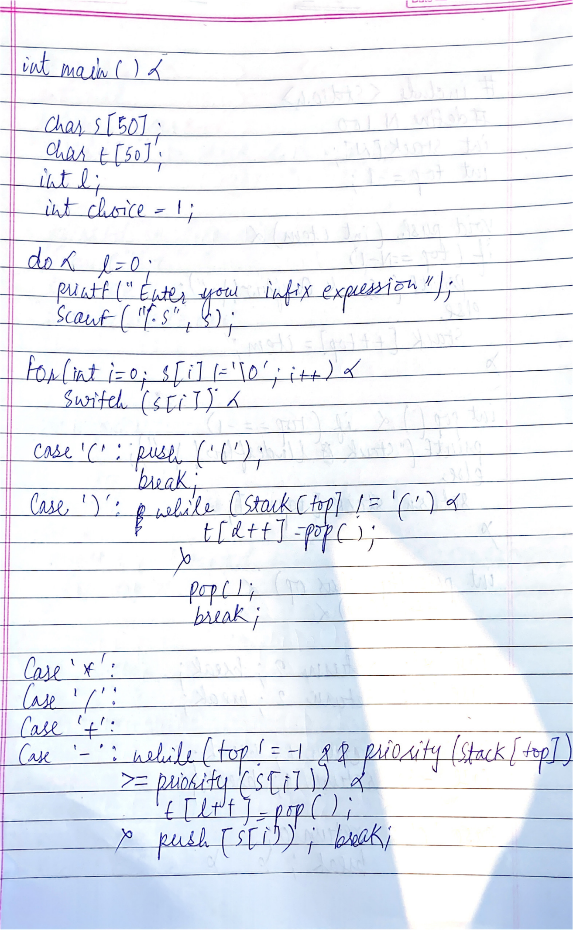 int main () {
char s[50];
char t[50];
int l;
int choice = 1;
do { l=0;
printf ("Enter your infix expression");
scanf ("%s", s);
for(int i=0; s[i] != '\0'; i++) {
switch (s[i]) {
case '(' : push ('(');
break;
Case ')': while (stack [top] != '(') {
t[l++] = pop();
}
pop();
break;
Case '*':
Case '/':
Case '+':
Case '-': while (top != -1 && priority (stack [top])
>= priority (s[i])) {
t[l++] = pop();
} push (s[i]); break;